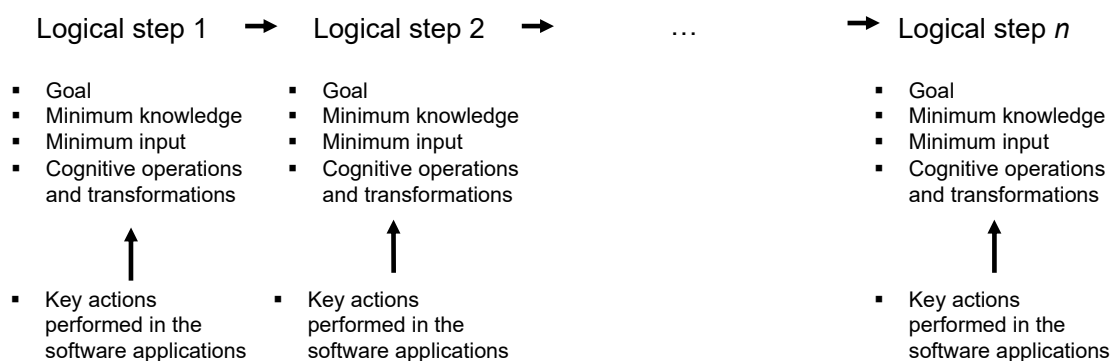 Logical step 1
Logical step 2
…
Logical step n
▪ Goal
▪ Minimum knowledge
▪ Minimum input
▪ Cognitive operations
and transformations
▪ Goal
▪ Minimum knowledge
▪ Minimum input
▪ Cognitive operations
and transformations
▪ Goal
▪ Minimum knowledge
▪ Minimum input
▪ Cognitive operations
and transformations
▪ Key actions
performed in the
software applications
▪ Key actions
performed in the
software applications
▪ Key actions
performed in the
software applications